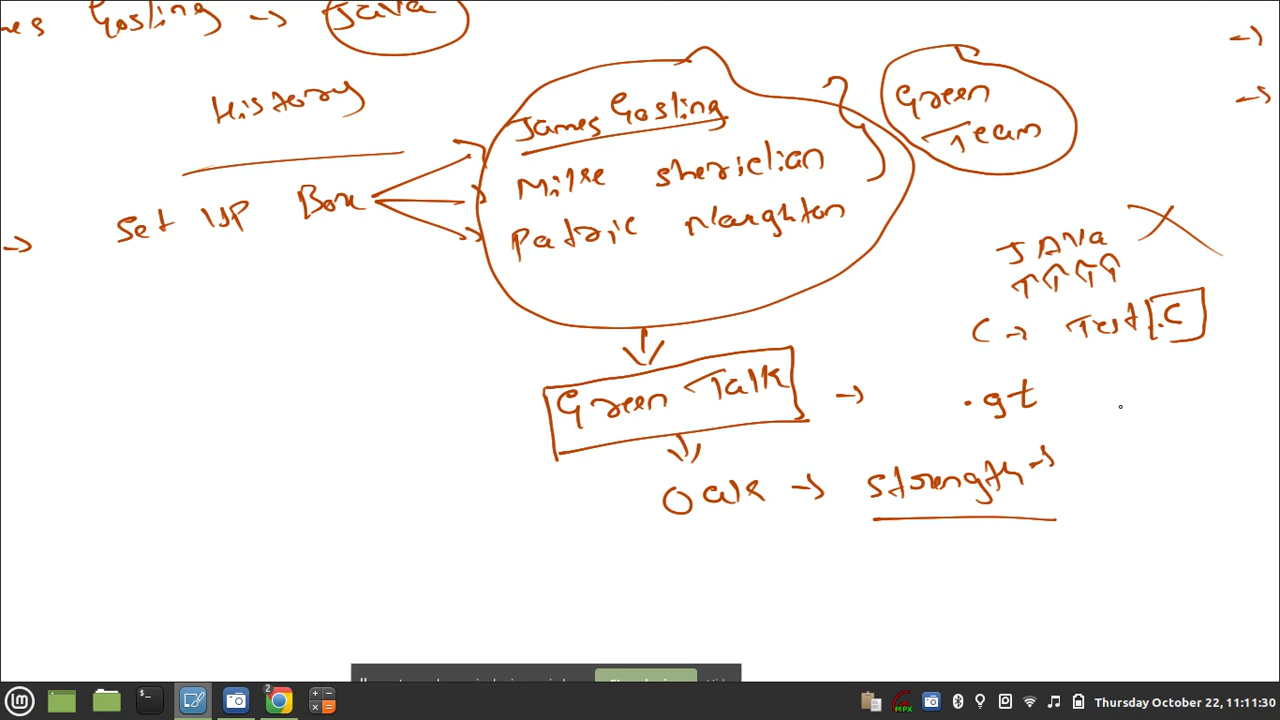 Gosling → Java
History
James Gosling
Green Team
Mike Sheridian
Set UP Box
Patric Naughton
JAVA
C → Test.C
Green Talk →
.gt
Oak → Strength →
Thursday October 22, 11:11:30